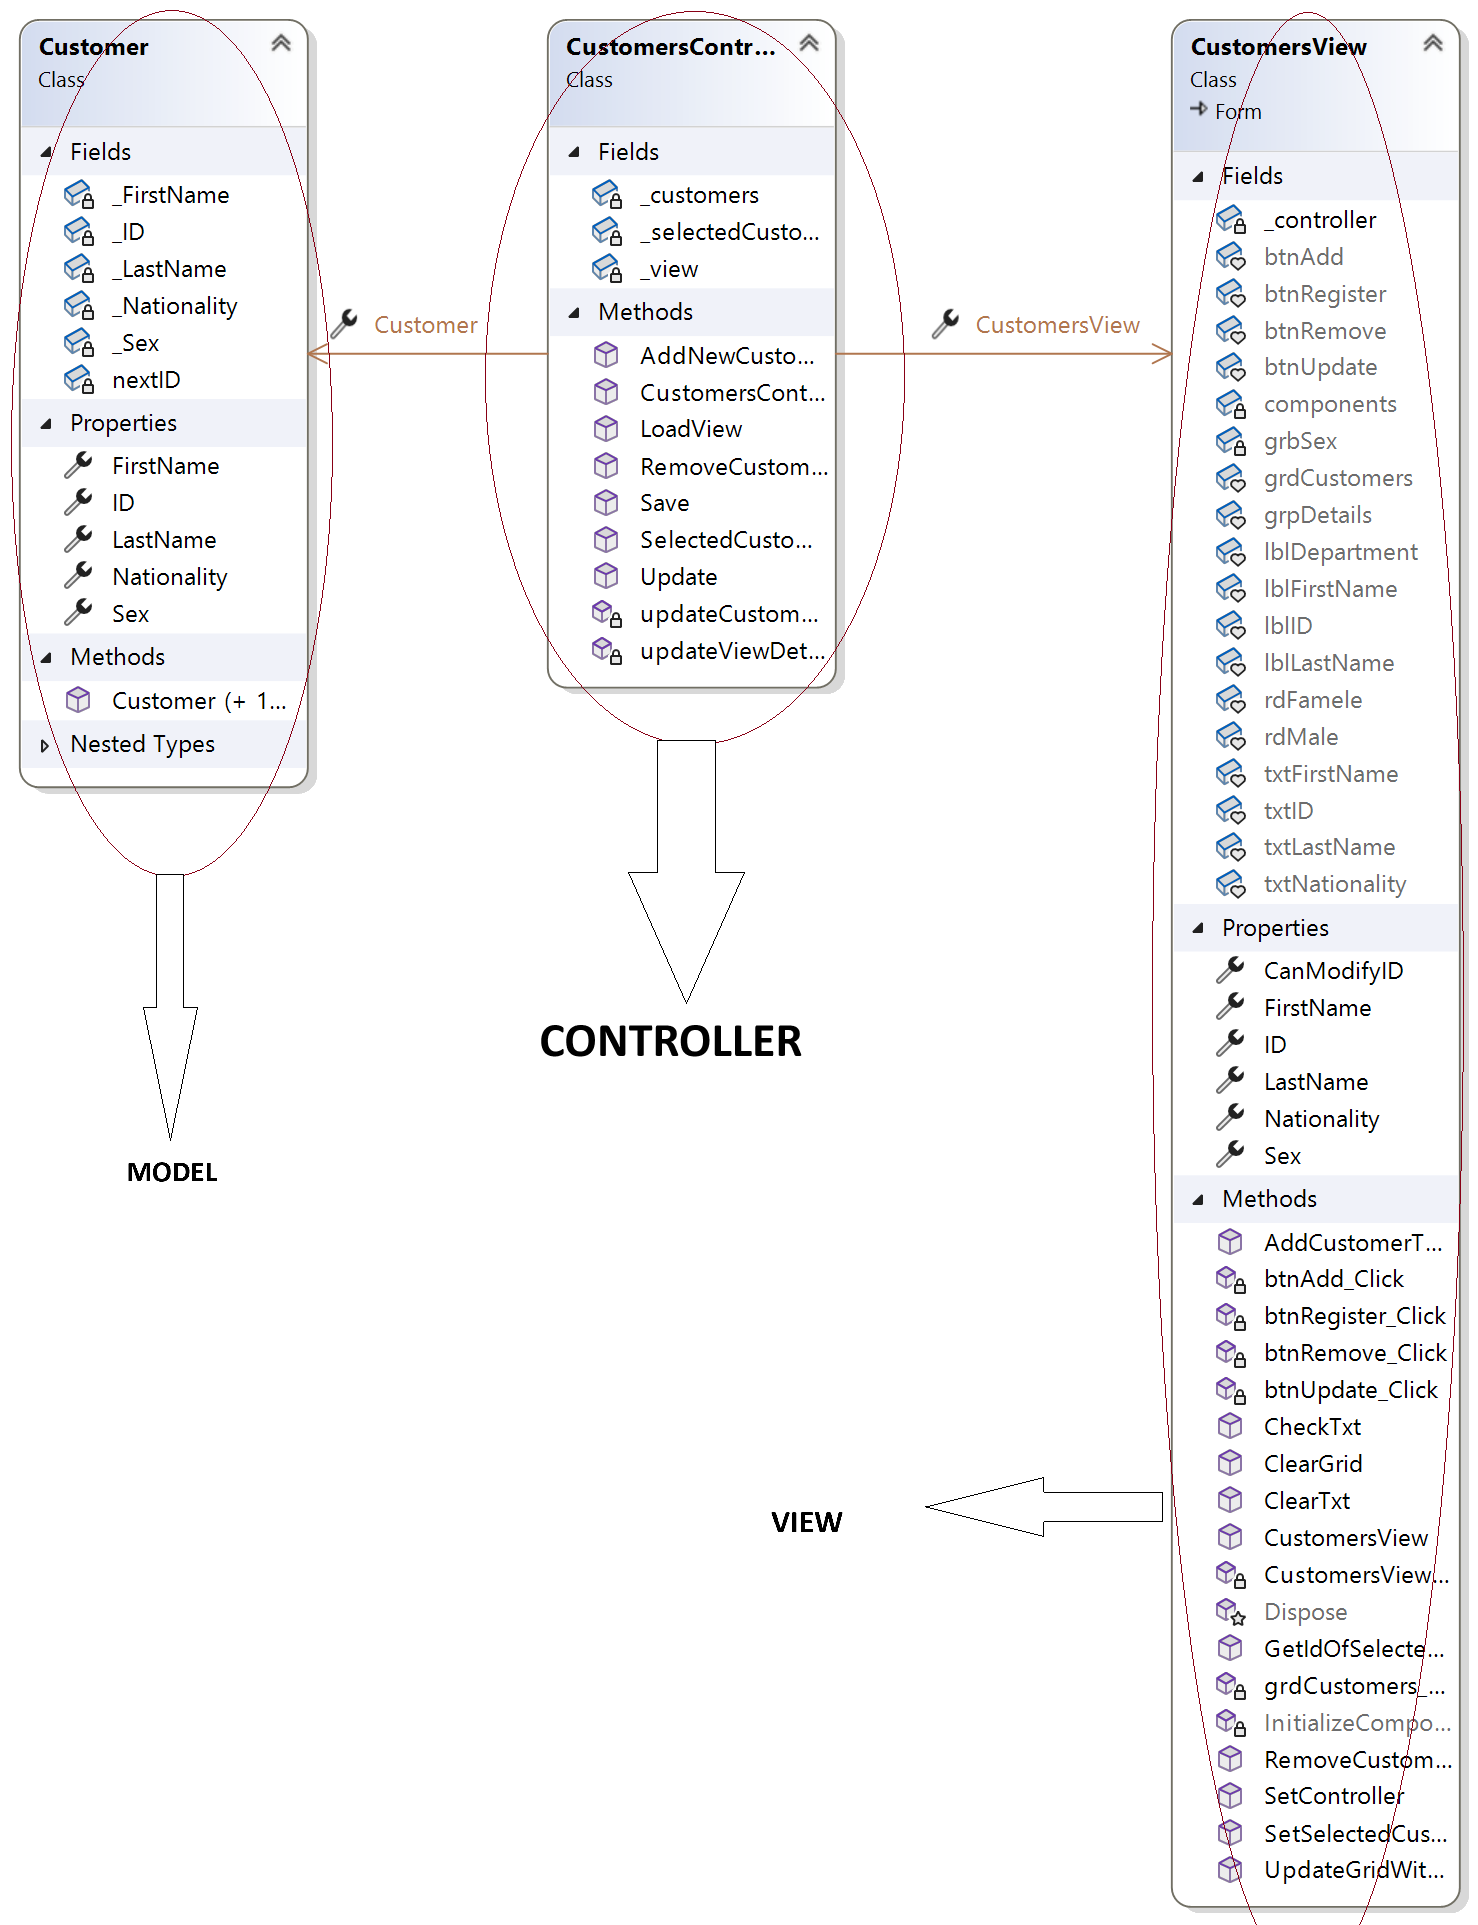 Customer
Class
Fields
_FirstName
_ID
_LastName
_Nationality
_Sex
nextID
Properties
FirstName
ID
LastName
Nationality
Sex
Methods
Customer (+ 1...
Nested Types
MODEL
Customer
CustomersContr...
Class
Fields
_customers
_selectedCusto...
_view
Methods
AddNewCusto...
CustomersCont...
LoadView
RemoveCustom...
Save
SelectedCusto...
Update
updateCustom...
updateViewDet...
CONTROLLER
CustomersView
CustomersView
Class
Form
Fields
_controller
btnAdd
btnRegister
btnRemove
btnUpdate
components
grbSex
grdCustomers
grpDetails
lblDepartment
lblFirstName
lblID
lblLastName
rdFamele
rdMale
txtFirstName
txtID
txtLastName
txtNationality
Properties
CanModifyID
FirstName
ID
LastName
Nationality
Sex
Methods
AddCustomerT...
btnAdd_Click
btnRegister_Click
btnRemove_Click
btnUpdate_Click
CheckTxt
ClearGrid
ClearTxt
CustomersView
CustomersView...
Dispose
GetIdOfSelecte...
grdCustomers_...
InitializeCompo...
RemoveCustom...
SetController
SetSelectedCus...
UpdateGridWit...
VIEW